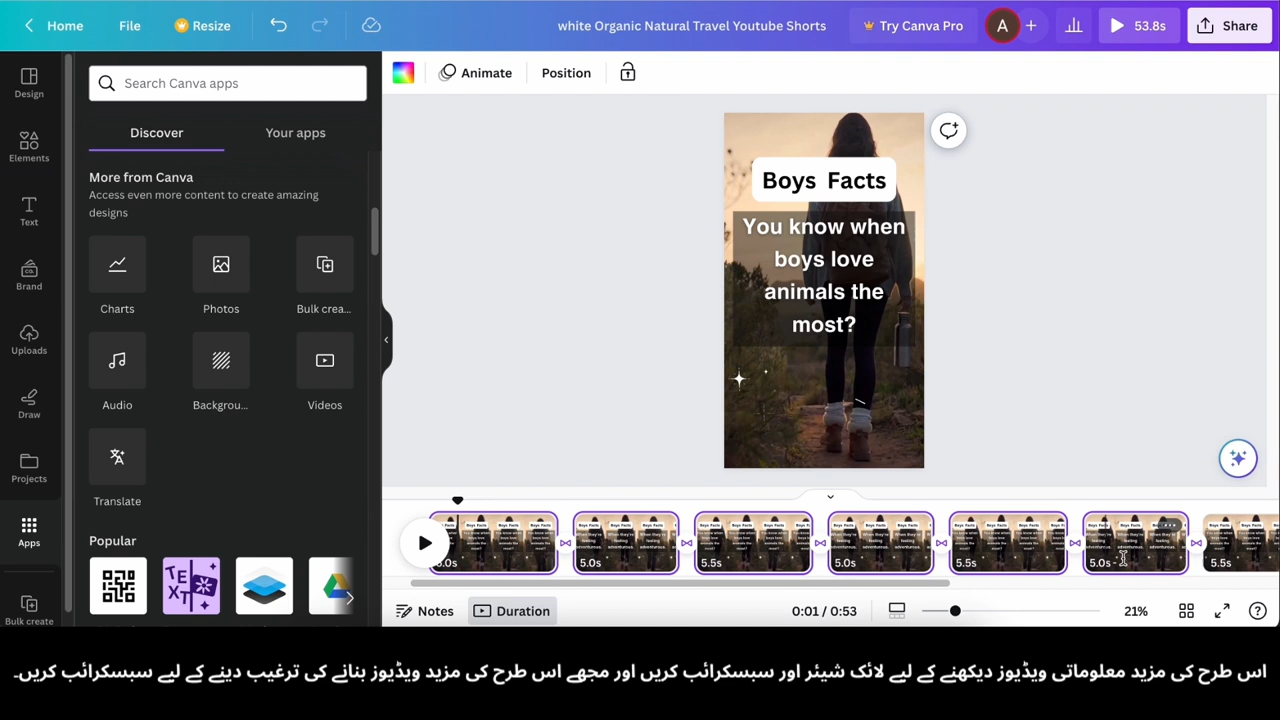 Home
File
Resize
white Organic Natural Travel Youtube Shorts
Try Canva Pro
A
53.8s
Share
Design
Elements
Text
Brand
Uploads
Draw
Projects
Apps
Bulk create
Search Canva apps
Discover
Your apps
More from Canva
Access even more content to create amazing
designs
Charts
Photos
Bulk crea...
Audio
Backgrou...
Videos
Translate
Popular
TEXT
Animate
Position
Boys Facts
You know when
boys love
animals the
most?
5.0s
5.0s
5.5s
5.0s
5.5s
5.0s
5.5s
Notes
Duration
0:01 / 0:53
21%
اس طرح کی مزید معلوماتی ویڈیوز دیکھنے کے لیے لائک شیئر اور سبسکرائب کریں اور مجھے اس طرح کی مزید ویڈیوز بنانے کی ترغیب دینے کے لیے سبسکرائب کریں۔